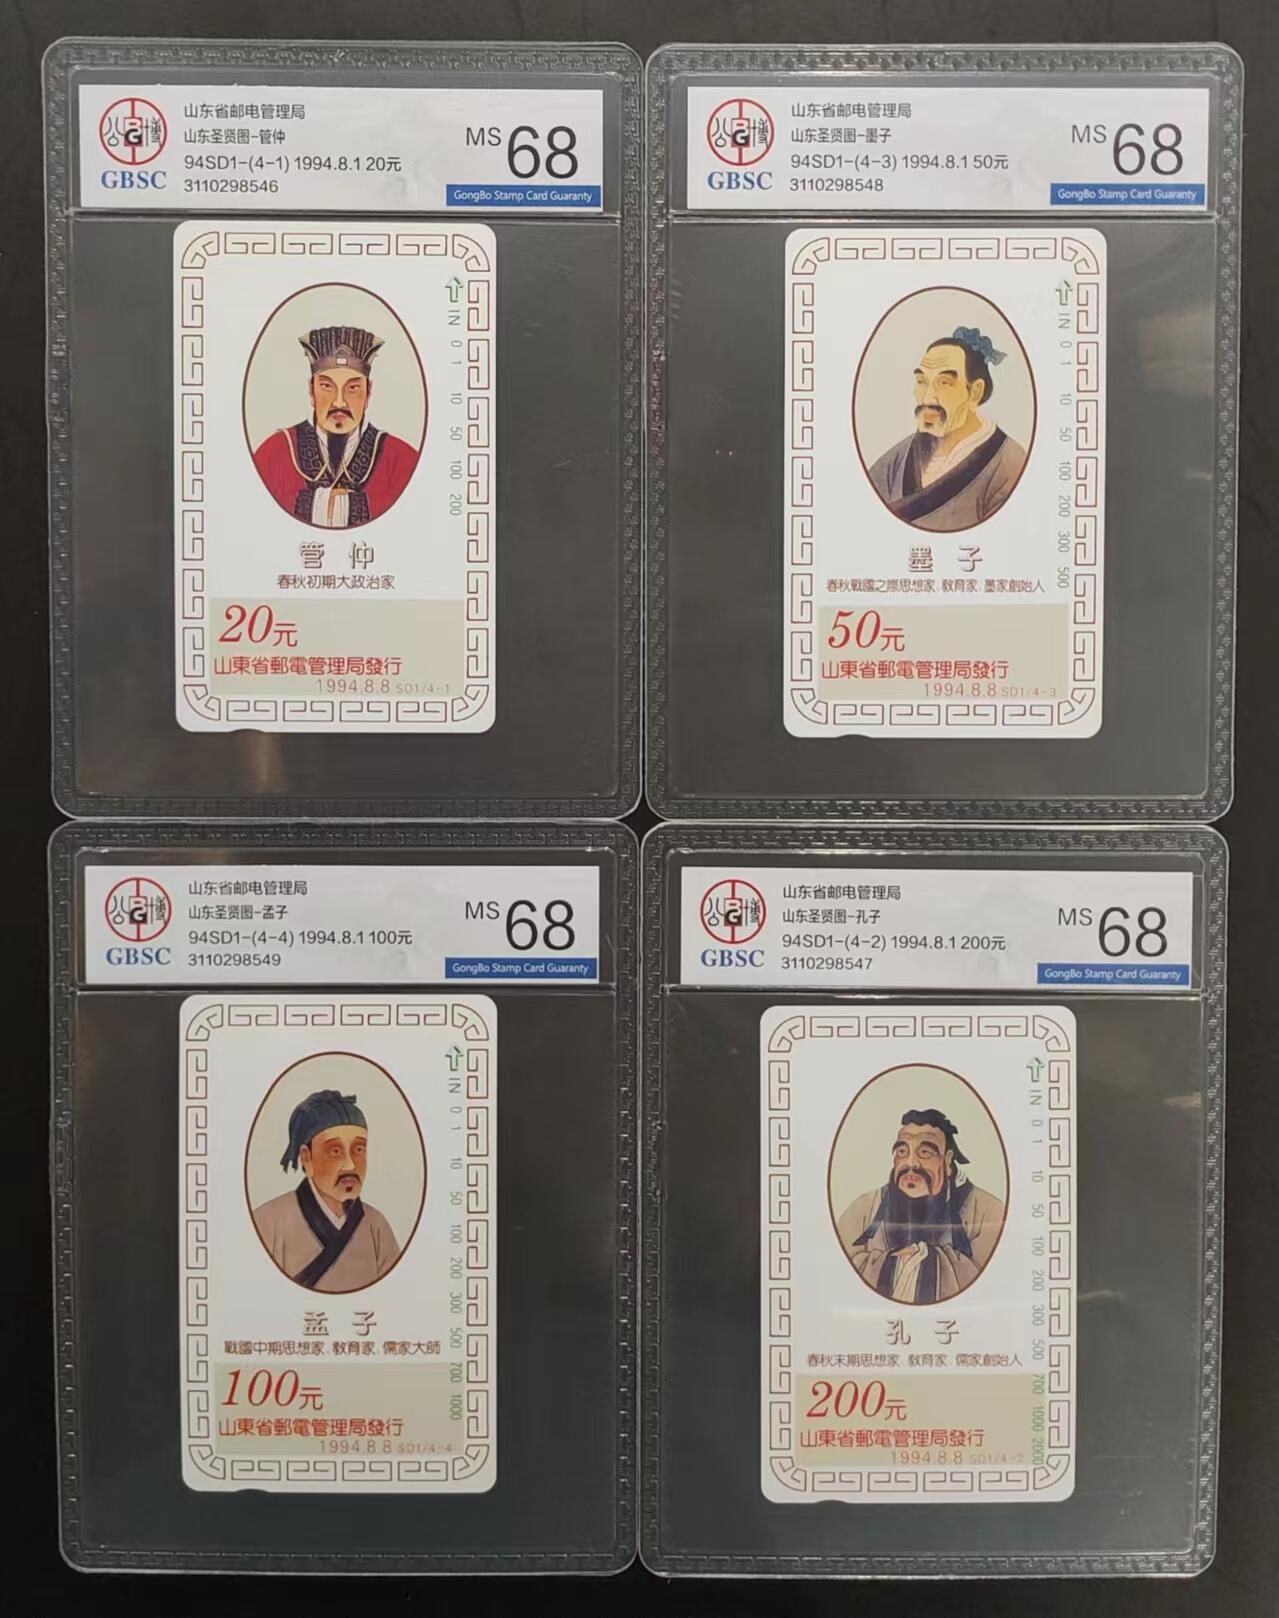 山东省邮电管理局
山东圣贤图-管仲
94SD1-(4-1) 1994.8.1 20元
3110298546
GBSC
MS 68
GongBo Stamp Card Guaranty
IN 0 1 10 50 100 200
管仲
春秋初期大政治家
20元
山東省郵電管理局發行
1994.8.8 SD1/4-1
山东省邮电管理局
山东圣贤图-墨子
94SD1-(4-3) 1994.8.1 50元
3110298548
GBSC
MS 68
GongBo Stamp Card Guaranty
IN 0 1 10 50 100 200 300 500
墨子
春秋戰國之際思想家、教育家、墨家創始人
50元
山東省郵電管理局發行
1994.8.8 SD1/4-3
山东省邮电管理局
山东圣贤图-孟子
94SD1-(4-4) 1994.8.1 100元
3110298549
GBSC
MS 68
GongBo Stamp Card Guaranty
IN 0 1 10 50 100 200 300 500 700 1000
孟子
戰國中期思想家、教育家、儒家大師
100元
山東省郵電管理局發行
1994.8.8 SD1/4-4
山东省邮电管理局
山东圣贤图-孔子
94SD1-(4-2) 1994.8.1 200元
3110298547
GBSC
MS 68
GongBo Stamp Card Guaranty
IN 0 1 10 50 100 200 300 500 700 1000 2000
孔子
春秋末期思想家、教育家、儒家創始人
200元
山東省郵電管理局發行
1994.8.8 SD1/4-2